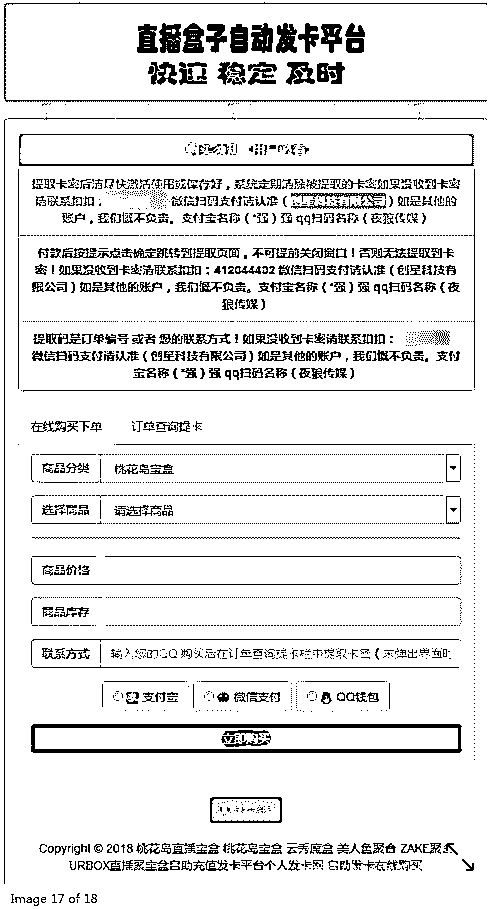 直播盒子自动发卡平台
快速 稳定 及时
提取卡密后请尽快激活使用或保存好，系统定期清除被提取的卡密如果没收到卡密
请联系扣扣： 微信扫码支付请认准（创星科技有限公司）如是其他的
账户，我们概不负责。支付宝名称（*强）强 qq扫码名称（夜狼传媒）
付款后按提示点击确定跳转到提取页面，不可提前关闭窗口！否则无法提取到卡
密！如果没收到卡密请联系扣扣：412044402 微信扫码支付请认准（创星科技有
限公司）如是其他的账户，我们概不负责。支付宝名称（*强）强 qq扫码名称（夜
狼传媒）
提取码是订单编号 或者 您的联系方式！如果没收到卡密请联系扣扣：
微信扫码支付请认准（创星科技有限公司）如是其他的账户，我们概不负责。支付
宝名称（*强）强 qq扫码名称（夜狼传媒）
在线购买下单 订单查询提卡
商品分类 桃花岛宝盒
选择商品 请选择商品
商品价格
商品库存
联系方式 输入您的QQ 购买后在订单查询提卡栏中提取卡密（未弹出界面时
支付宝 微信支付 QQ钱包
立即购买
Copyright © 2018 桃花岛直播宝盒 桃花岛宝盒 云秀魔盒 美人鱼聚合 ZAKE聚
URBOX直播聚宝盒自助充值发卡平台个人发卡网 自助发卡在线购买
Image 17 of 18